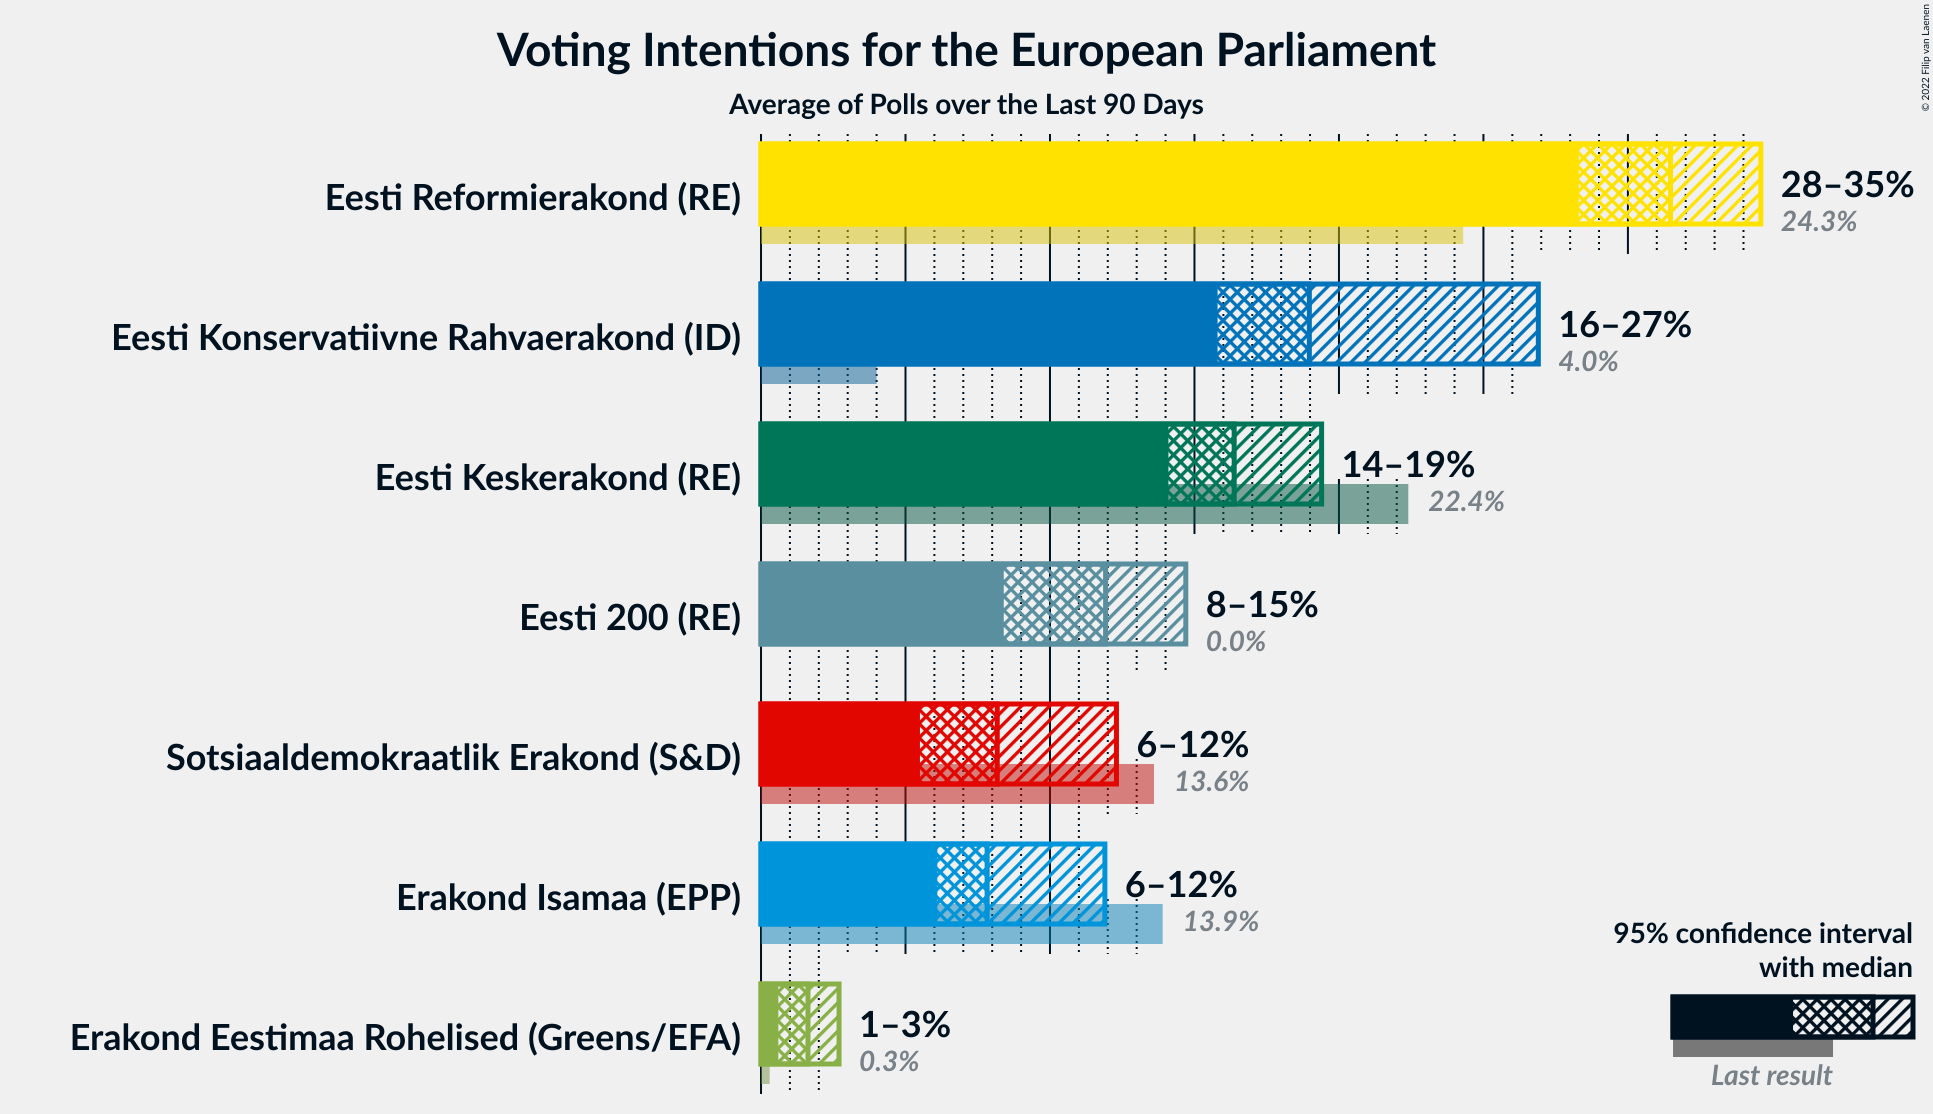 Voting Intentions for the European Parliament
Average of Polls over the Last 90 Days
© 2022 Filip van Laenen
Eesti Reformierakond (RE)
28–35%
24.3%
Eesti Konservatiivne Rahvaerakond (ID)
16–27%
4.0%
Eesti Keskerakond (RE)
14–19%
22.4%
Eesti 200 (RE)
8–15%
0.0%
Sotsiaaldemokraatlik Erakond (S&D)
6–12%
13.6%
Erakond Isamaa (EPP)
6–12%
13.9%
Erakond Eestimaa Rohelised (Greens/EFA)
1–3%
0.3%
95% confidence interval
with median
Last result